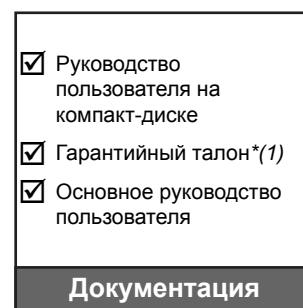 Руководство
пользователя на
компакт-диске
Гарантийный талон*(1)
Основное руководство
пользователя
Документация